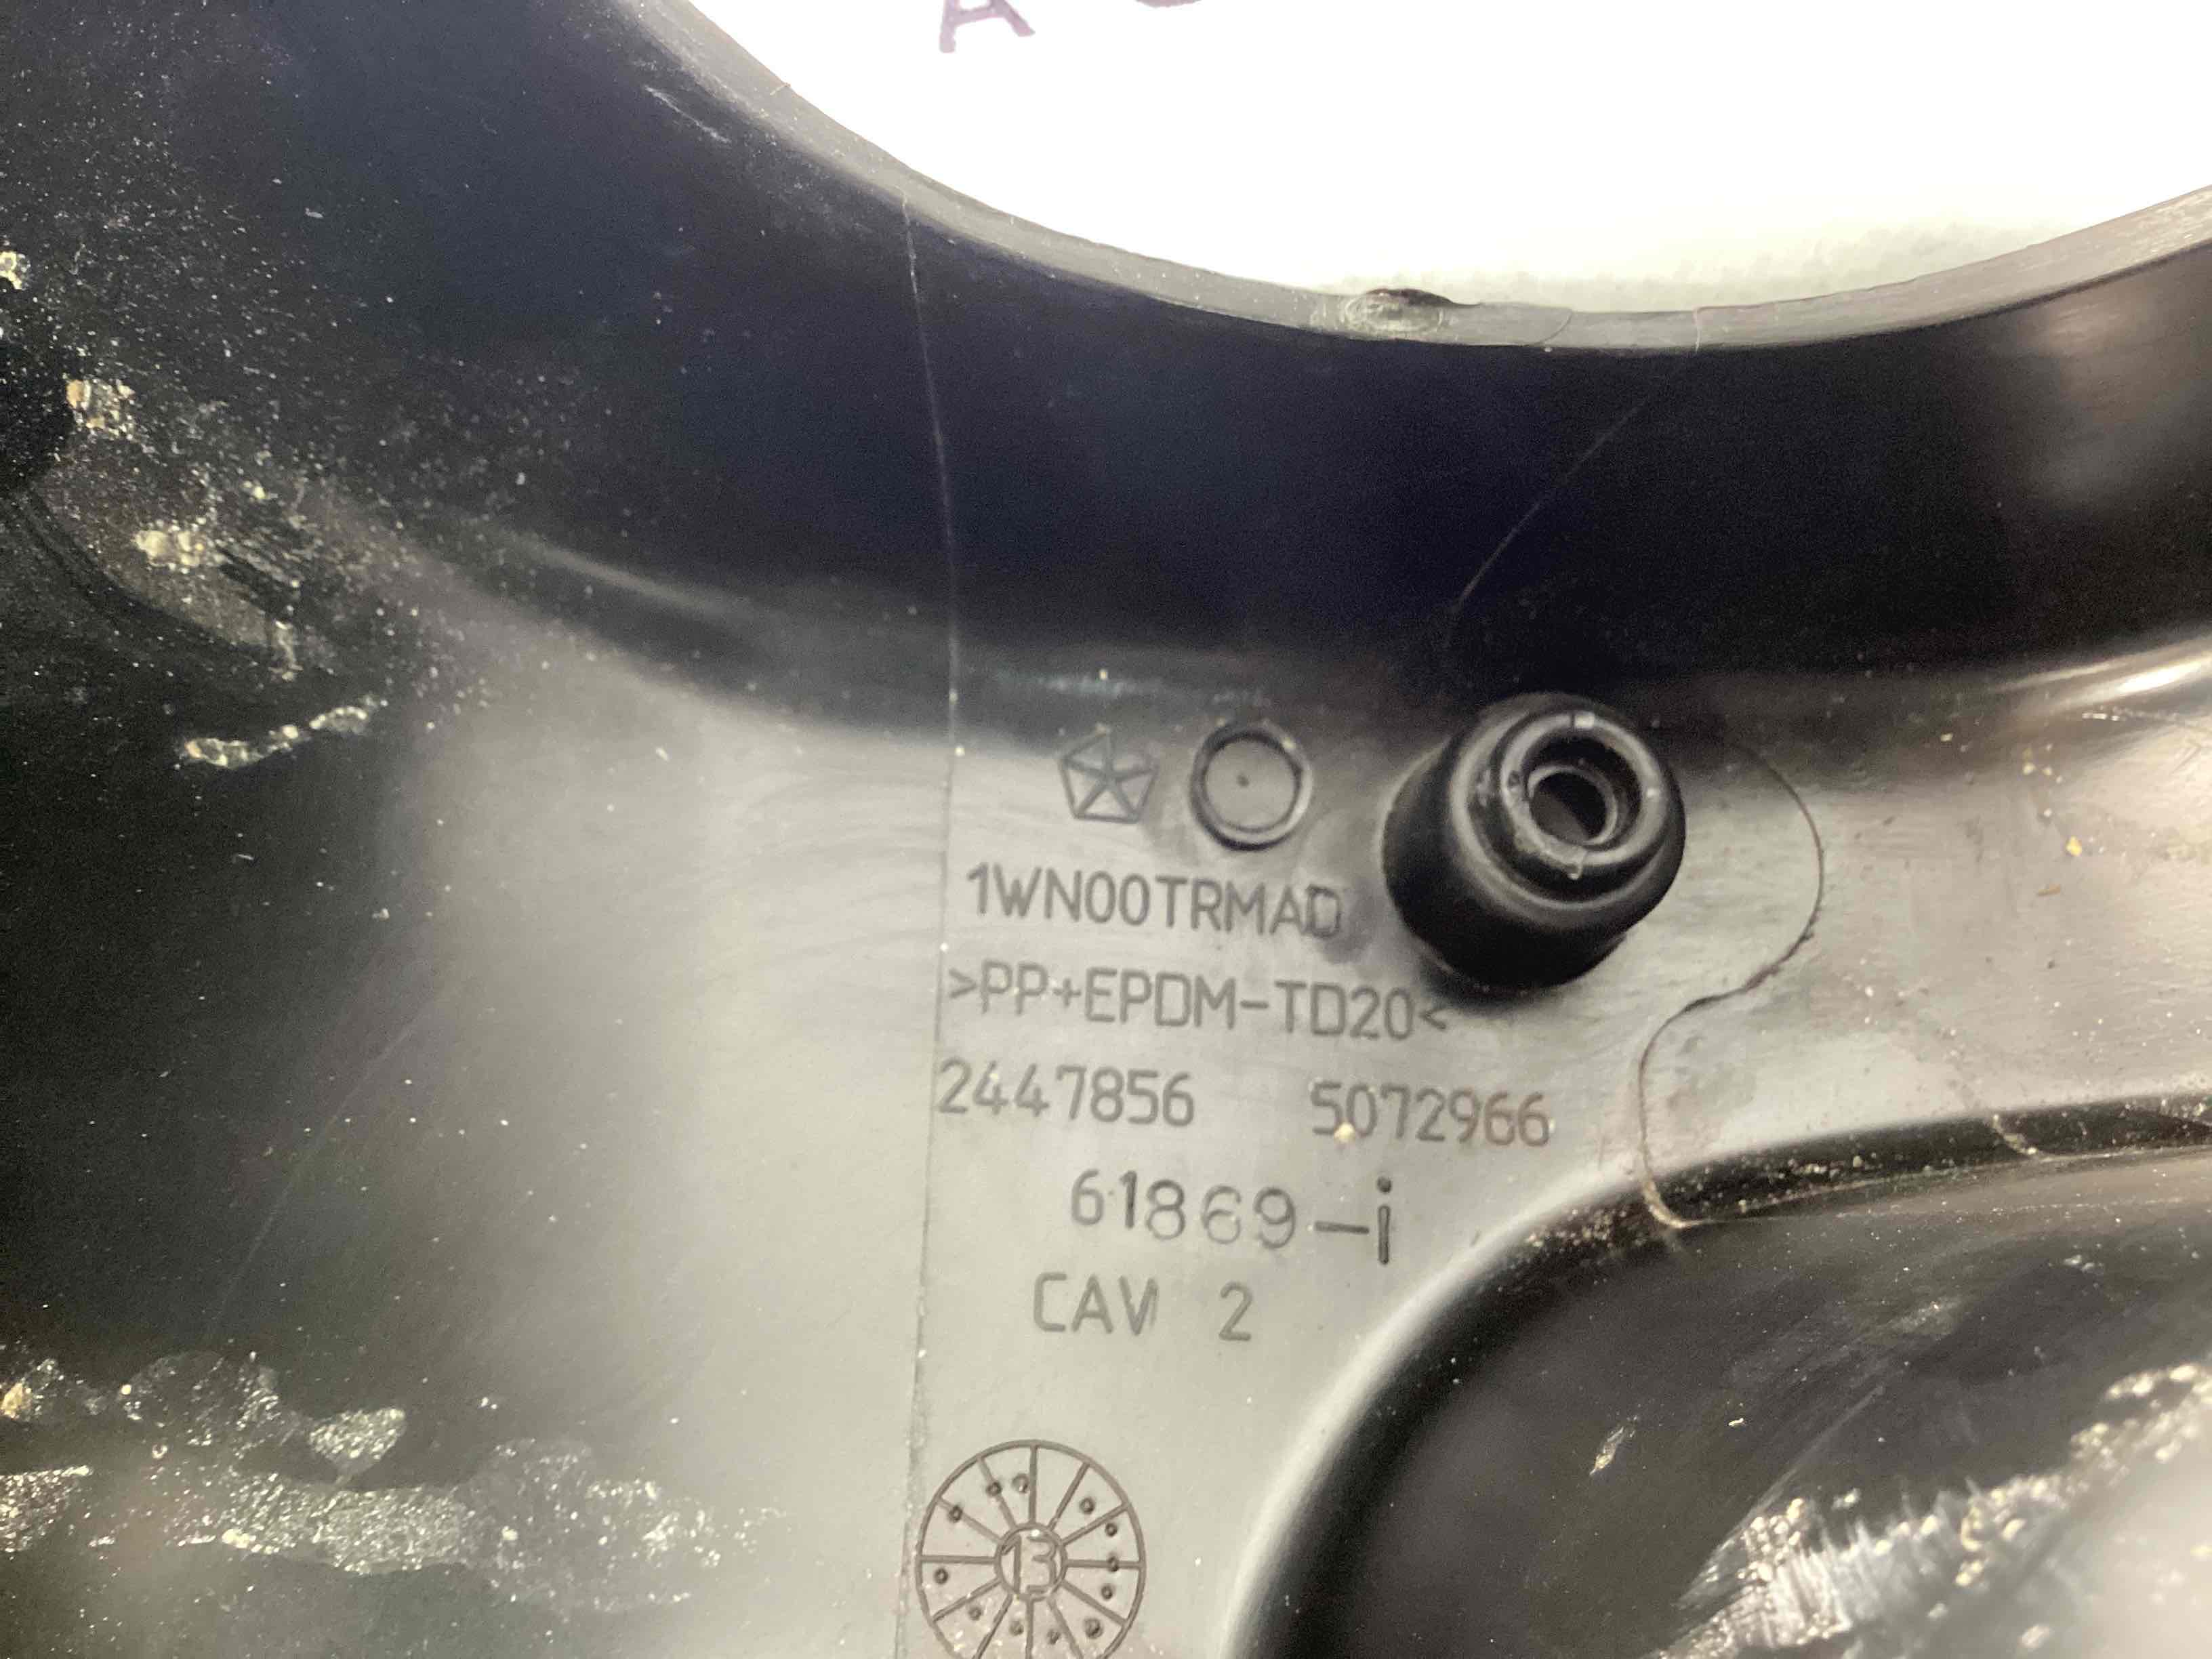 A
1WN00TRMAD
>PP+EPDM-TD20<
2447856 5072966
61869-i
CAV 2
13